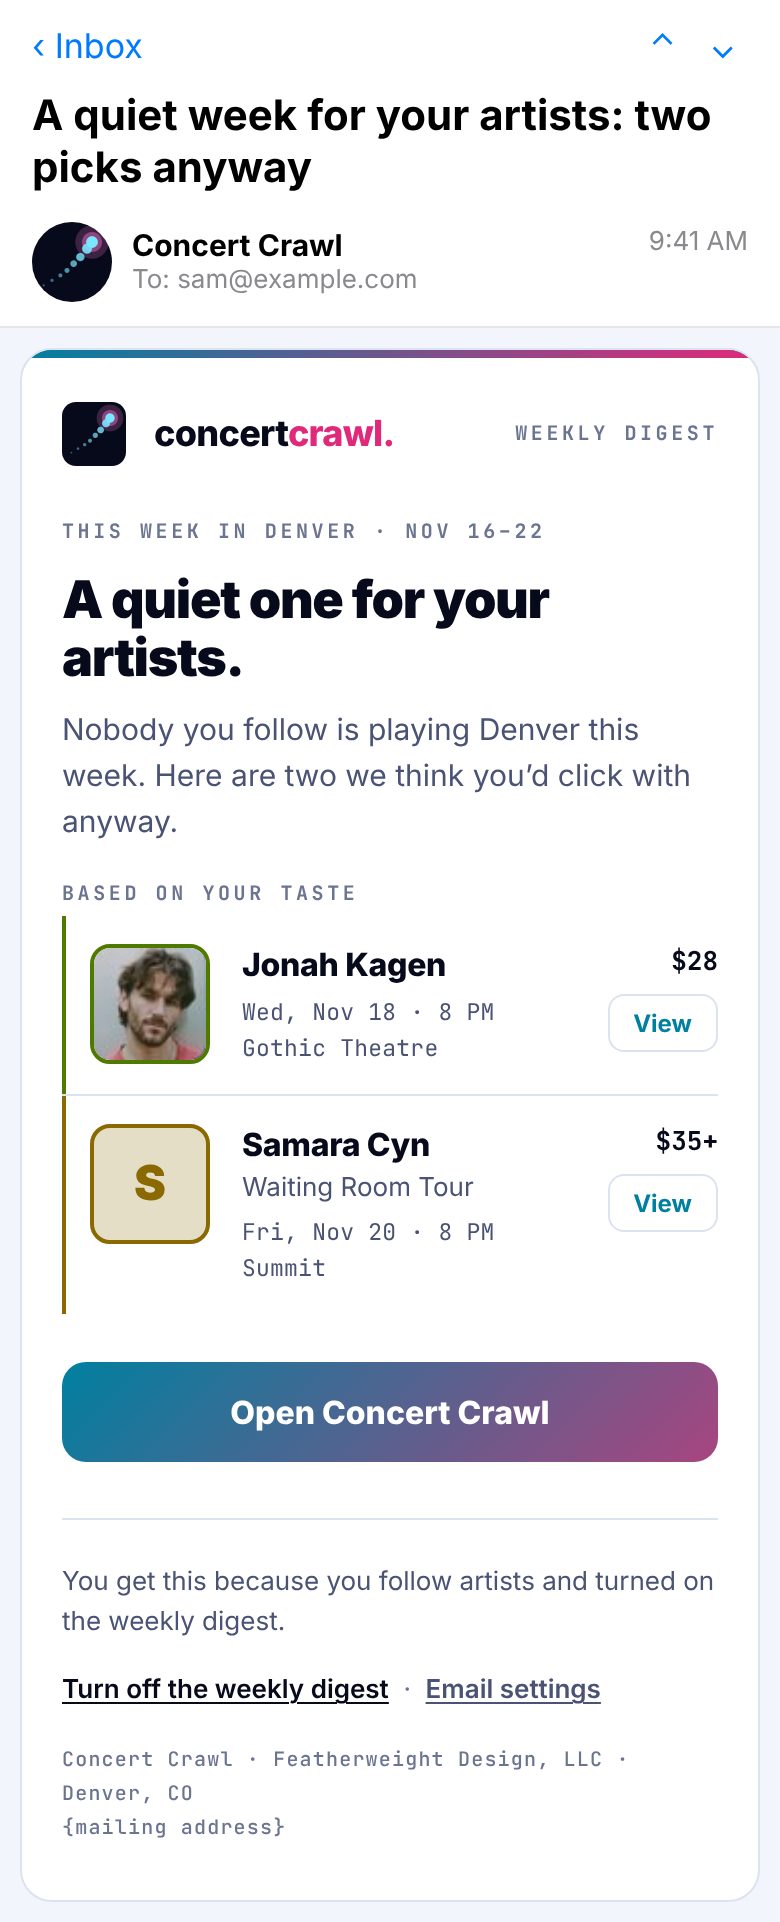 ‹ Inbox
A quiet week for your artists: two
picks anyway
Concert Crawl
9:41 AM
To: sam@example.com
concertcrawl.
WEEKLY DIGEST
THIS WEEK IN DENVER · NOV 16–22
A quiet one for your
artists.
Nobody you follow is playing Denver this
week. Here are two we think you’d click with
anyway.
BASED ON YOUR TASTE
Jonah Kagen
$28
Wed, Nov 18 · 8 PM
View
Gothic Theatre
S
Samara Cyn
$35+
Waiting Room Tour
View
Fri, Nov 20 · 8 PM
Summit
Open Concert Crawl
You get this because you follow artists and turned on
the weekly digest.
Turn off the weekly digest · Email settings
Concert Crawl · Featherweight Design, LLC ·
Denver, CO
{mailing address}